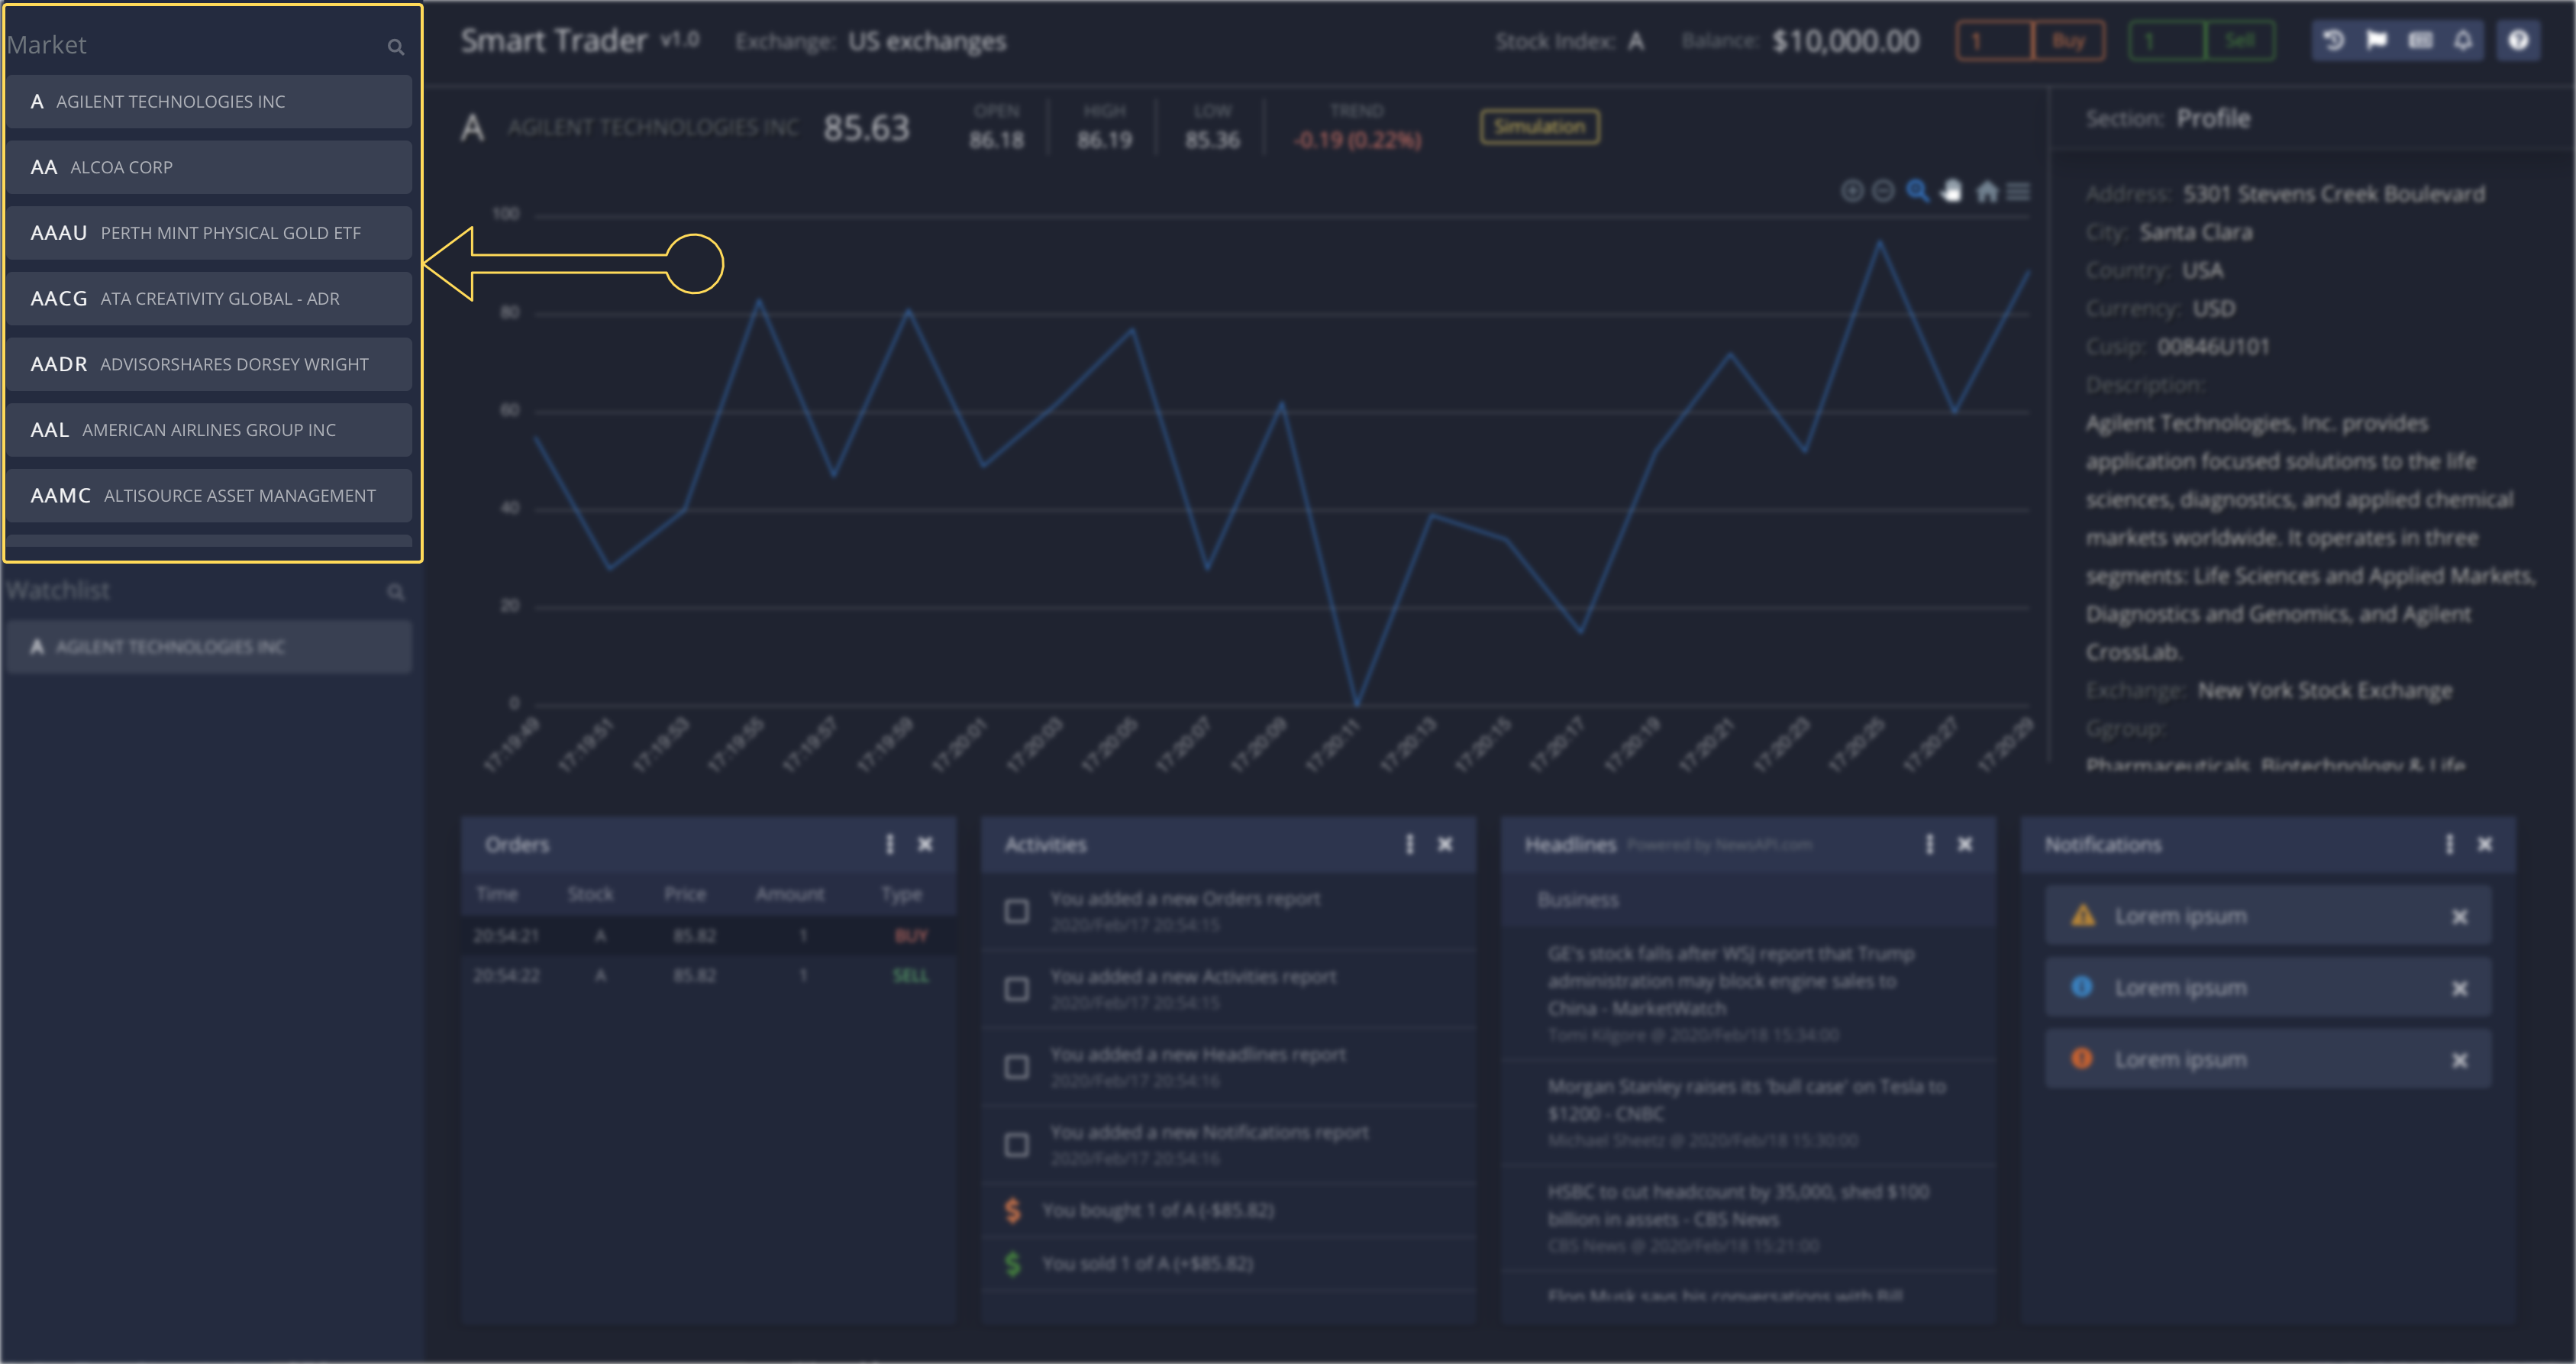 Market
A AGILENT TECHNOLOGIES INC
AA ALCOA CORP
AAAU PERTH MINT PHYSICAL GOLD ETF
AACG ATA CREATIVITY GLOBAL - ADR
AADR ADVISORSHARES DORSEY WRIGHT
AAL AMERICAN AIRLINES GROUP INC
AAMC ALTISOURCE ASSET MANAGEMENT
Watchlist
A AGILENT TECHNOLOGIES INC
Smart Trader v1.0 Exchange: US exchanges
Stock Index: A Balance: $10,000.00 1 Buy 1 Sell
A AGILENT TECHNOLOGIES INC 85.63
OPEN
86.18
HIGH
86.19
LOW
85.36
TREND
-0.19 (0.22%)
Simulation
100
80
60
40
20
0
17:19:49
17:19:51
17:19:53
17:19:55
17:19:57
17:19:59
17:20:01
17:20:03
17:20:05
17:20:07
17:20:09
17:20:11
17:20:13
17:20:15
17:20:17
17:20:19
17:20:21
17:20:23
17:20:25
17:20:27
17:20:29
Section: Profile
Address: 5301 Stevens Creek Boulevard
City: Santa Clara
Country: USA
Currency: USD
Cusip: 00846U101
Description:
Agilent Technologies, Inc. provides
application focused solutions to the life
sciences, diagnostics, and applied chemical
markets worldwide. It operates in three
segments: Life Sciences and Applied Markets,
Diagnostics and Genomics, and Agilent
CrossLab.
Exchange: New York Stock Exchange
Ggroup:
Pharmaceuticals, Biotechnology & Life
Orders
Time Stock Price Amount Type
20:54:21 A 85.82 1 BUY
20:54:22 A 85.82 1 SELL
Activities
You added a new Orders report
2020/Feb/17 20:54:15
You added a new Activities report
2020/Feb/17 20:54:15
You added a new Headlines report
2020/Feb/17 20:54:16
You added a new Notifications report
2020/Feb/17 20:54:16
$ You bought 1 of A (-$85.82)
$ You sold 1 of A (+$85.82)
Headlines Powered by NewsAPI.com
Business
GE's stock falls after WSJ report that Trump
administration may block engine sales to
China - MarketWatch
Tomi Kilgore @ 2020/Feb/18 15:34:00
Morgan Stanley raises its 'bull case' on Tesla to
$1200 - CNBC
Michael Sheetz @ 2020/Feb/18 15:30:00
HSBC to cut headcount by 35,000, shed $100
billion in assets - CBS News
CBS News @ 2020/Feb/18 15:21:00
Elon Musk says his conversations with Bill
Notifications
Lorem ipsum
Lorem ipsum
Lorem ipsum